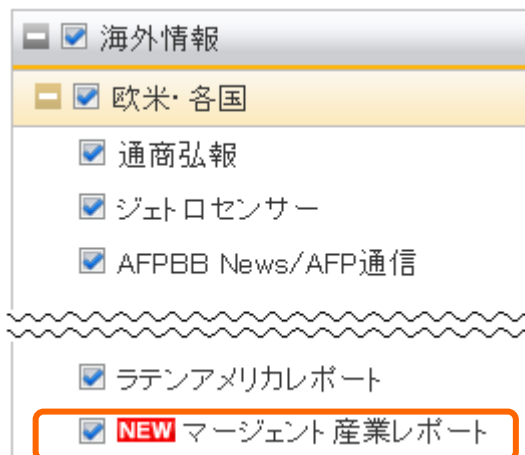 海外情報
欧米・各国
通商弘報
ジェトロセンサー
AFPBB News/AFP通信
ラテンアメリカレポート
NEW マージェント産業レポート